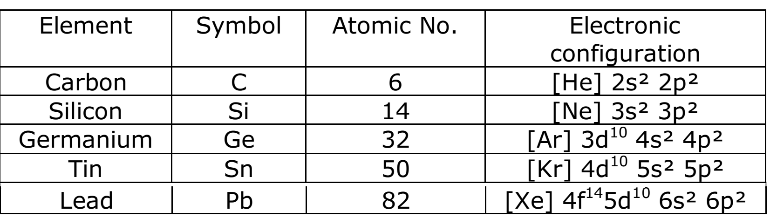 Element Symbol Atomic No. Electronic
configuration
Carbon C 6 [He] 2s² 2p²
Silicon Si 14 [Ne] 3s² 3p²
Germanium Ge 32 [Ar] 3d¹⁰ 4s² 4p²
Tin Sn 50 [Kr] 4d¹⁰ 5s² 5p²
Lead Pb 82 [Xe] 4f¹⁴5d¹⁰ 6s² 6p²